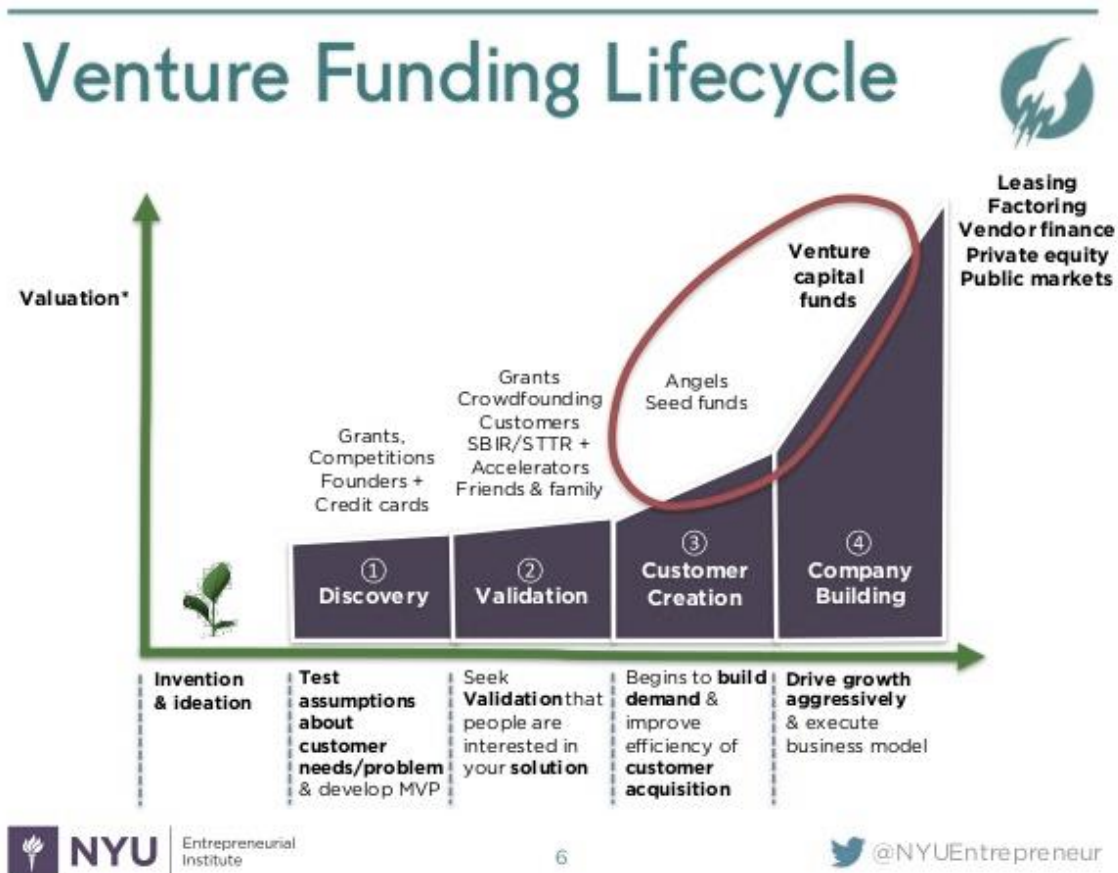 Venture Funding Lifecycle
Leasing
Factoring
Vendor finance
Private equity
Public markets
Valuation*
Venture
capital
funds
Angels
Seed funds
Grants
Crowdfounding
Customers
SBIR/STTR +
Accelerators
Friends & family
Grants,
Competitions
Founders +
Credit cards
① 
Discovery
②
Validation
③
Customer
Creation
④
Company
Building
Invention
& ideation
Test
assumptions
about
customer
needs/problem
& develop MVP
Seek
Validation that
people are
interested in
your solution
Begins to build
demand &
improve
efficiency of
customer
acquisition
Drive growth
aggressively
& execute
business model
NYU
Entrepreneurial
Institute
6
@NYUEntrepreneur